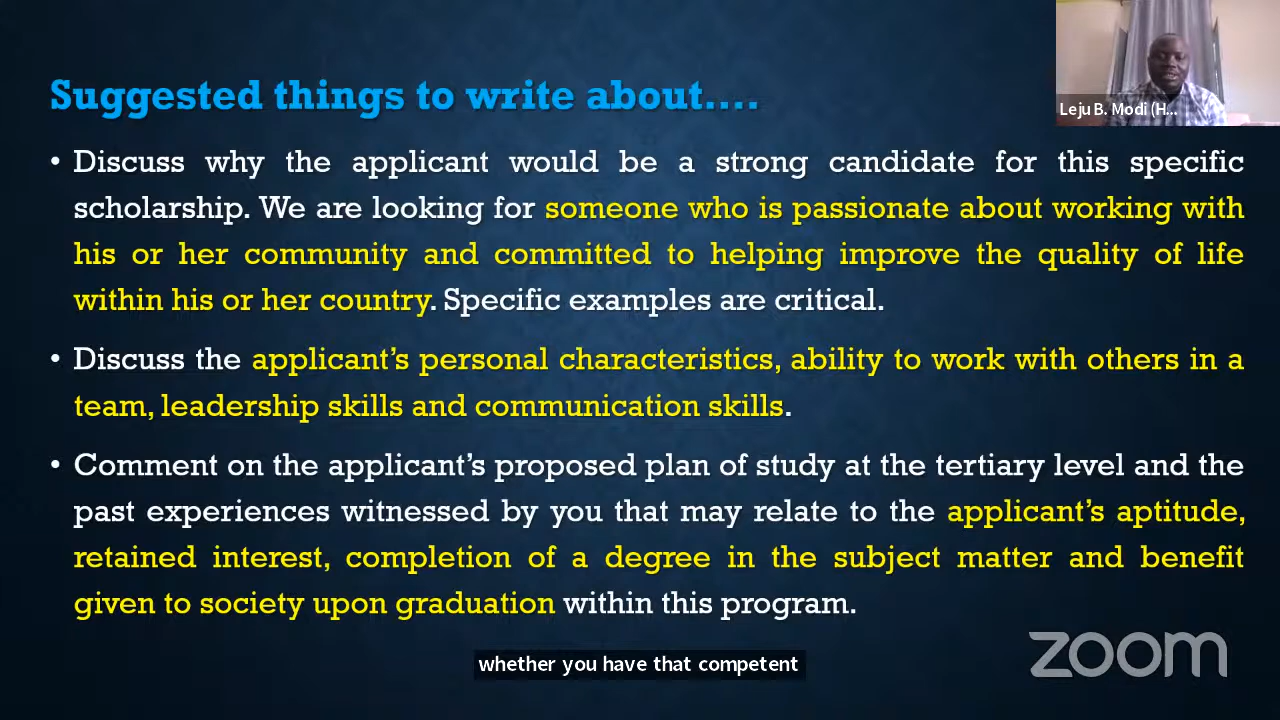 Suggested things to write about....
Leju B. Modi (H...
• Discuss why the applicant would be a strong candidate for this specific
scholarship. We are looking for someone who is passionate about working with
his or her community and committed to helping improve the quality of life
within his or her country. Specific examples are critical.
• Discuss the applicant’s personal characteristics, ability to work with others in a
team, leadership skills and communication skills.
• Comment on the applicant’s proposed plan of study at the tertiary level and the
past experiences witnessed by you that may relate to the applicant’s aptitude,
retained interest, completion of a degree in the subject matter and benefit
given to society upon graduation within this program.
whether you have that competent
zoom